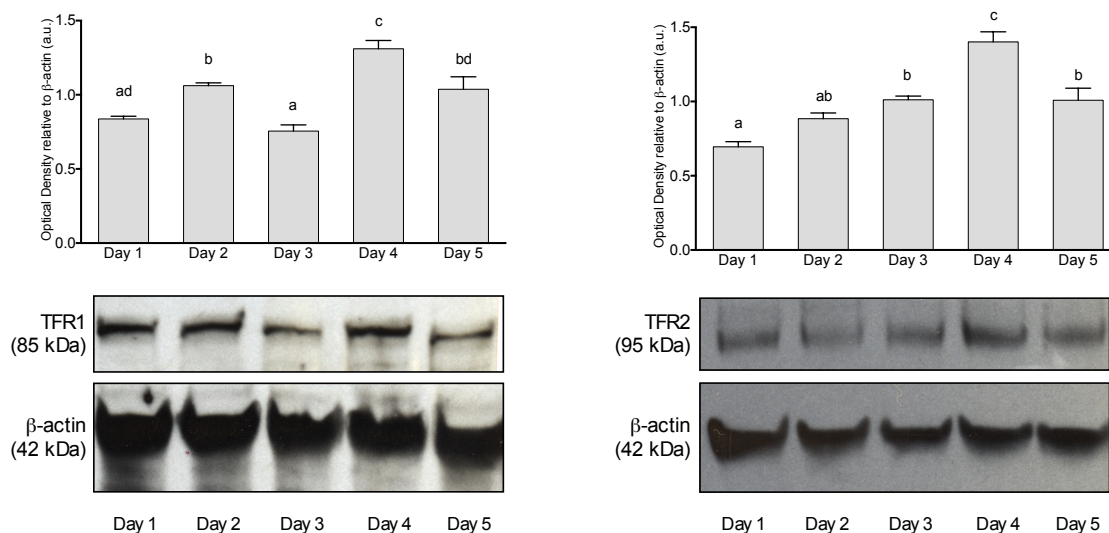 Optical Density relative to β-actin (a.u.)
1.5
1.0
0.5
0.0
ad
b
a
c
bd
Day 1 Day 2 Day 3 Day 4 Day 5
TFR1
(85 kDa)
β-actin
(42 kDa)
Day 1 Day 2 Day 3 Day 4 Day 5
Optical Density relative to β-actin (a.u.)
1.5
1.0
0.5
0.0
a
ab
b
c
b
Day 1 Day 2 Day 3 Day 4 Day 5
TFR2
(95 kDa)
β-actin
(42 kDa)
Day 1 Day 2 Day 3 Day 4 Day 5